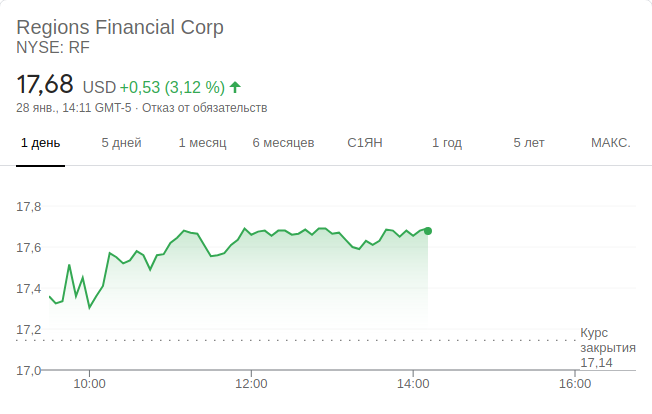 Regions Financial Corp
NYSE: RF
17,68 USD +0,53 (3,12 %)
28 янв., 14:11 GMT-5 · Отказ от обязательств
1 день 5 дней 1 месяц 6 месяцев С1ЯН 1 год 5 лет МАКС.
17,8
17,6
17,4
17,2
17,0
Курс
закрытия
17,14
10:00 12:00 14:00 16:00